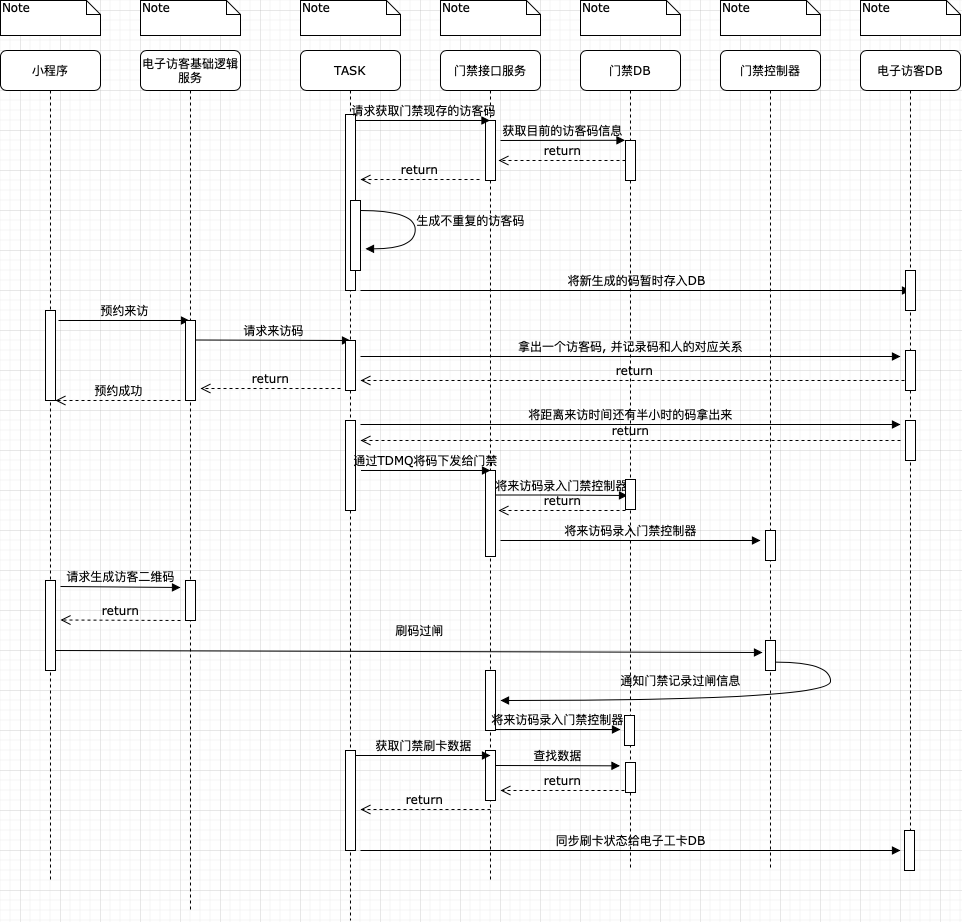 Note
Note
Note
Note
Note
Note
Note
小程序
电子访客基础逻辑
服务
TASK
门禁接口服务
门禁DB
门禁控制器
电子访客DB
请求获取门禁现存的访客码
获取目前的访客码信息
return
return
生成不重复的访客码
将新生成的码暂时存入DB
预约来访
请求来访码
拿出一个访客码, 并记录码和人的对应关系
return
return
预约成功
将距离来访时间还有半小时的码拿出来
return
通过TDMQ将码下发给门禁
将来访码录入门禁控制器
return
将来访码录入门禁控制器
请求生成访客二维码
return
刷码过闸
通知门禁记录过闸信息
将来访码录入门禁控制器
获取门禁刷卡数据
查找数据
return
return
同步刷卡状态给电子工卡DB